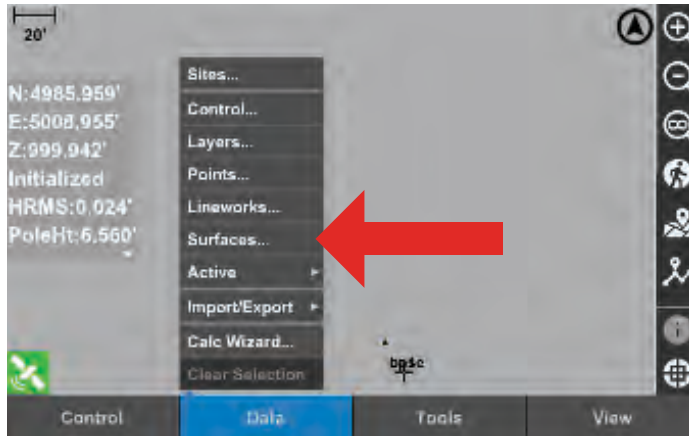 20'
N:4985.959'
E:5008.955'
Z:999.942'
Initialized
HRMS:0.024'
PoleHt:6.560'
Sites...
Control...
Layers...
Points...
Lineworks...
Surfaces...
Active
Import/Export
Calc Wizard...
Clear Selection
base
Control Data Tools View